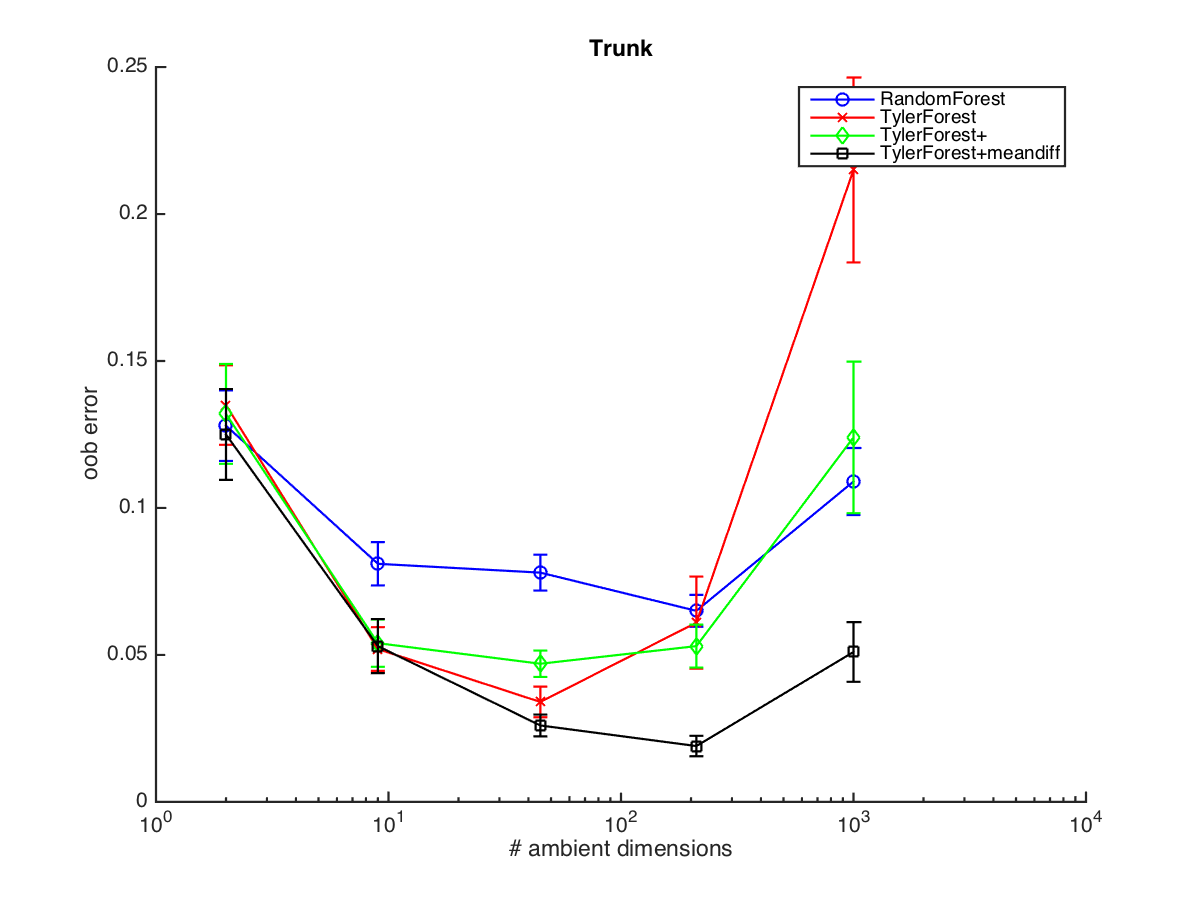 Trunk
0.25
0.2
0.15
0.1
0.05
0
oob error
RandomForest
TylerForest
TylerForest+
TylerForest+meandiff
10^0 10^1 10^2 10^3 10^4
# ambient dimensions